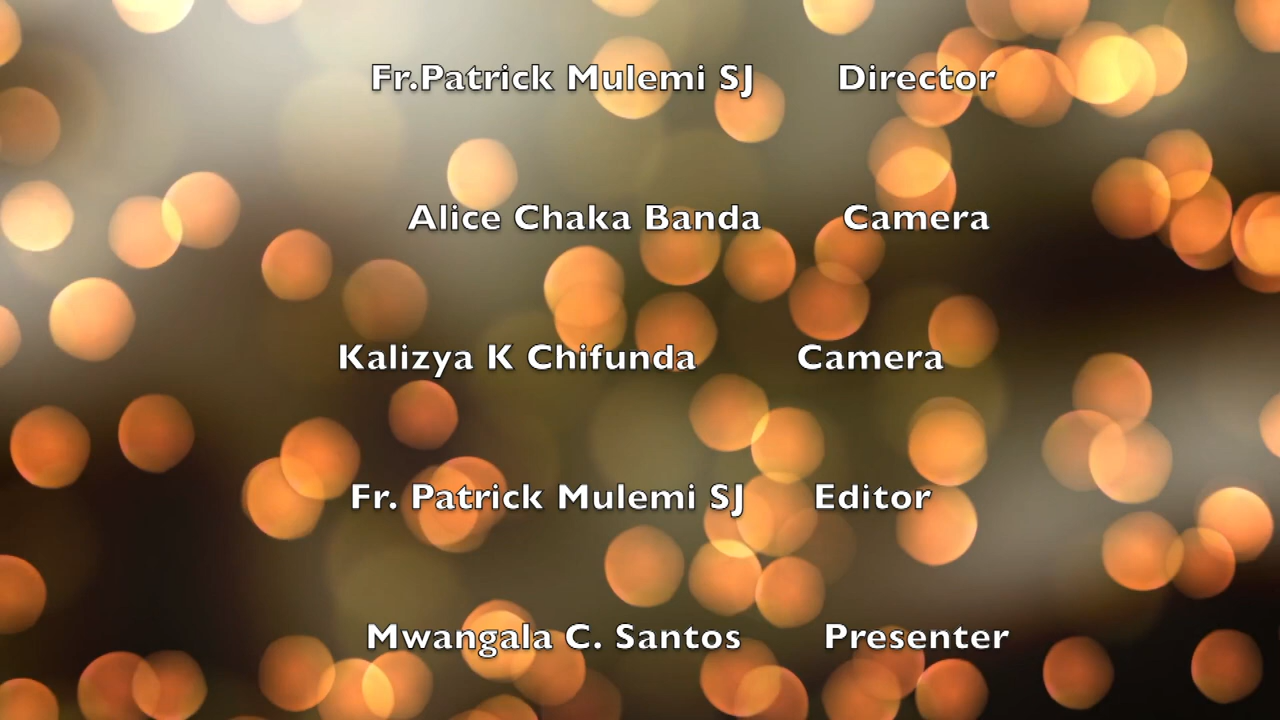 Fr.Patrick Mulemi SJ Director
Alice Chaka Banda Camera
Kalizya K Chifunda Camera
Fr. Patrick Mulemi SJ Editor
Mwangala C. Santos Presenter